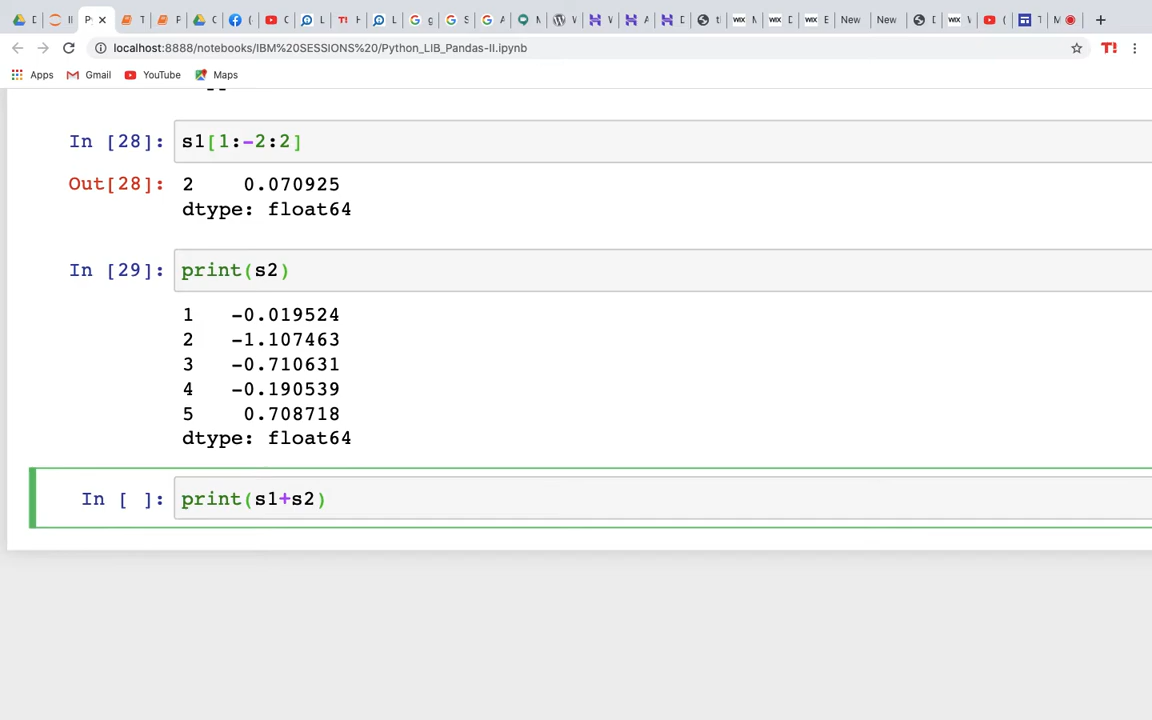 localhost:8888/notebooks/IBM%20SESSIONS%20/Python_LIB_Pandas-II.ipynb
Apps Gmail YouTube Maps
In [28]: s1[1:-2:2]
Out[28]: 2 0.070925
dtype: float64
In [29]: print(s2)
1 -0.019524
2 -1.107463
3 -0.710631
4 -0.190539
5 0.708718
dtype: float64
In [ ]: print(s1+s2)